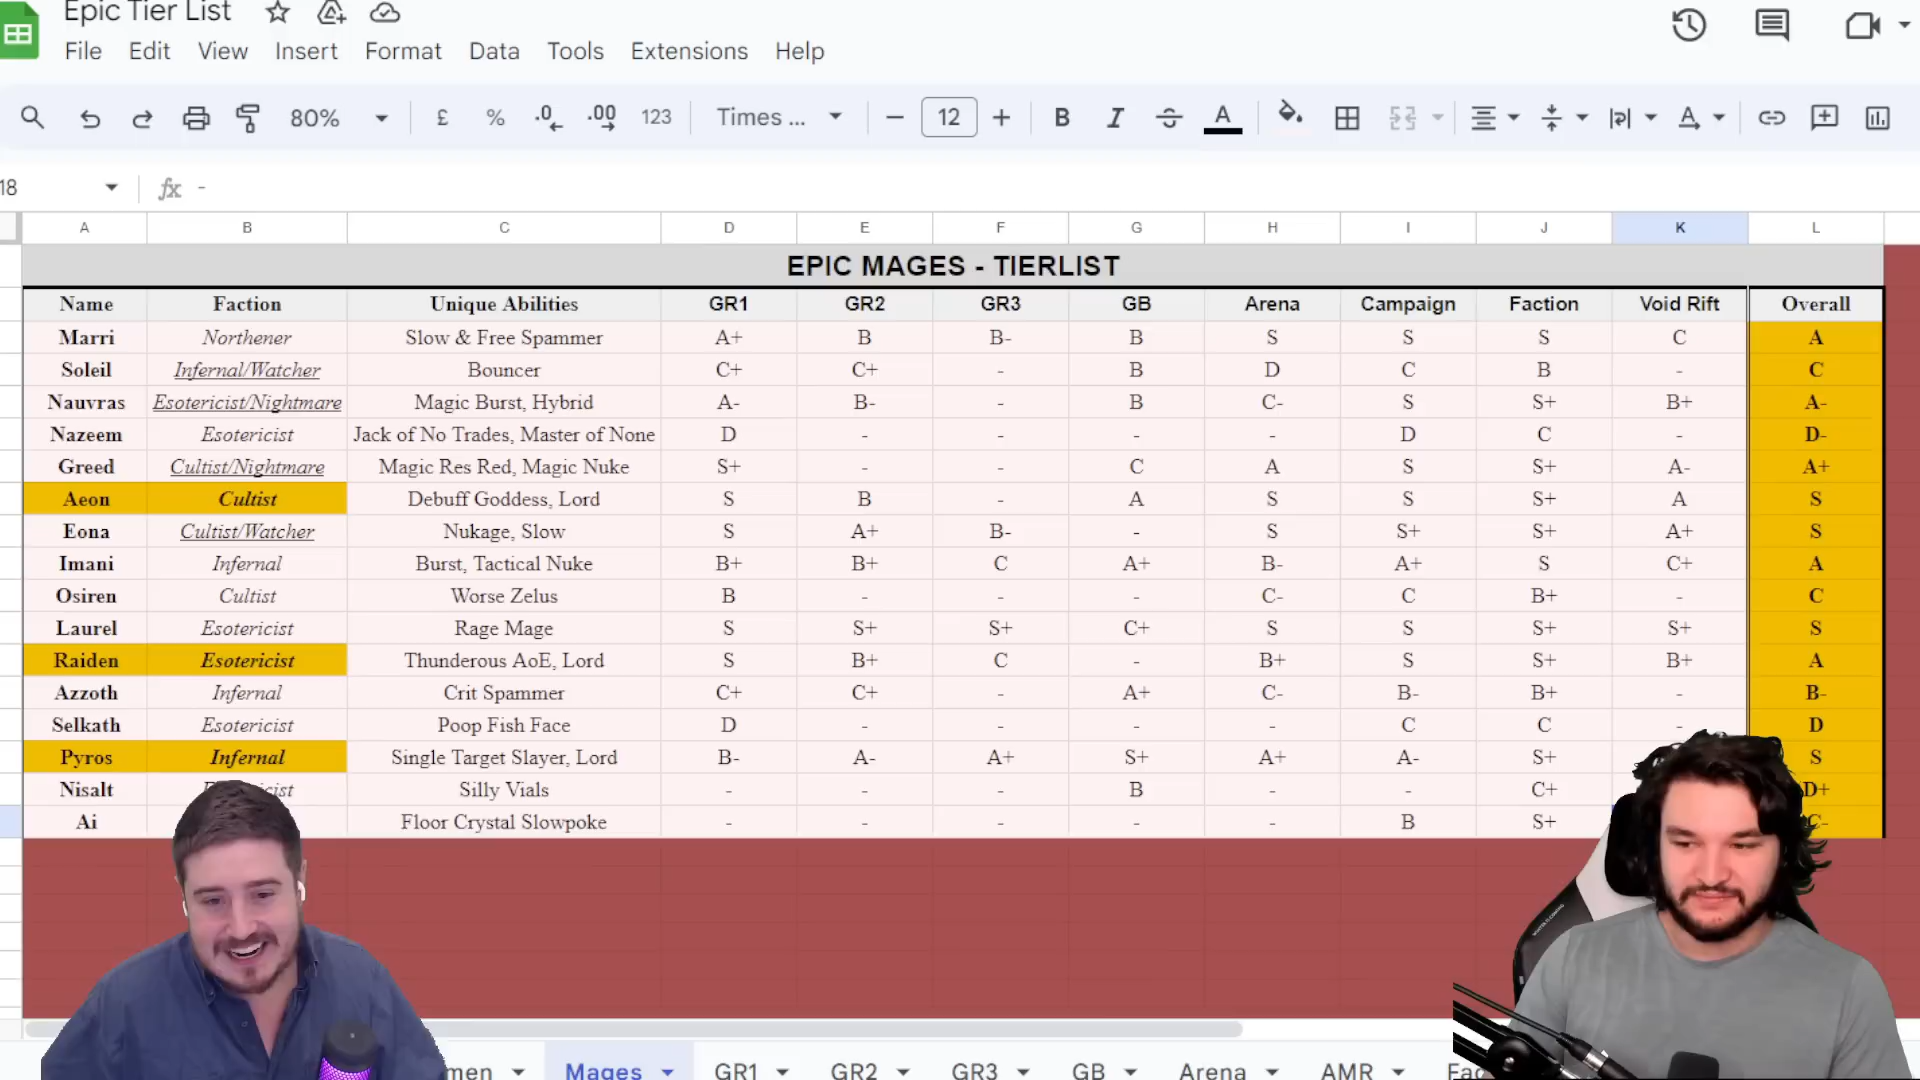 Epic Tier List
File Edit View Insert Format Data Tools Extensions Help
80% £ % .0 .00 123 Times ... 12 B I A
18 fx -
A B C D E F G H I J K L
EPIC MAGES - TIERLIST
Name Faction Unique Abilities GR1 GR2 GR3 GB Arena Campaign Faction Void Rift Overall
Marri Northener Slow & Free Spammer A+ B B- B S S S C A
Soleil Infernal/Watcher Bouncer C+ C+ - B D C B - C
Nauvras Esotericist/Nightmare Magic Burst, Hybrid A- B- - B C- S S+ B+ A-
Nazeem Esotericist Jack of No Trades, Master of None D - - - - D C - D-
Greed Cultist/Nightmare Magic Res Red, Magic Nuke S+ - - C A S S+ A- A+
Aeon Cultist Debuff Goddess, Lord S B - A S S S+ A S
Eona Cultist/Watcher Nukage, Slow S A+ B- - S S+ S+ A+ S
Imani Infernal Burst, Tactical Nuke B+ B+ C A+ B- A+ S C+ A
Osiren Cultist Worse Zelus B - - - C- C B+ - C
Laurel Esotericist Rage Mage S S+ S+ C+ S S S+ S+ S
Raiden Esotericist Thunderous AoE, Lord S B+ C - B+ S S+ B+ A
Azzoth Infernal Crit Spammer C+ C+ - A+ C- B- B+ - B-
Selkath Esotericist Poop Fish Face D - - - - C C - D
Pyros Infernal Single Target Slayer, Lord B- A- A+ S+ A+ A- S+ S
Nisalt Silly Vials - - - B - - C+ D+
Ai Floor Crystal Slowpoke - - - - - B S+ C-
men Mages GR1 GR2 GR3 GB Arena AMR